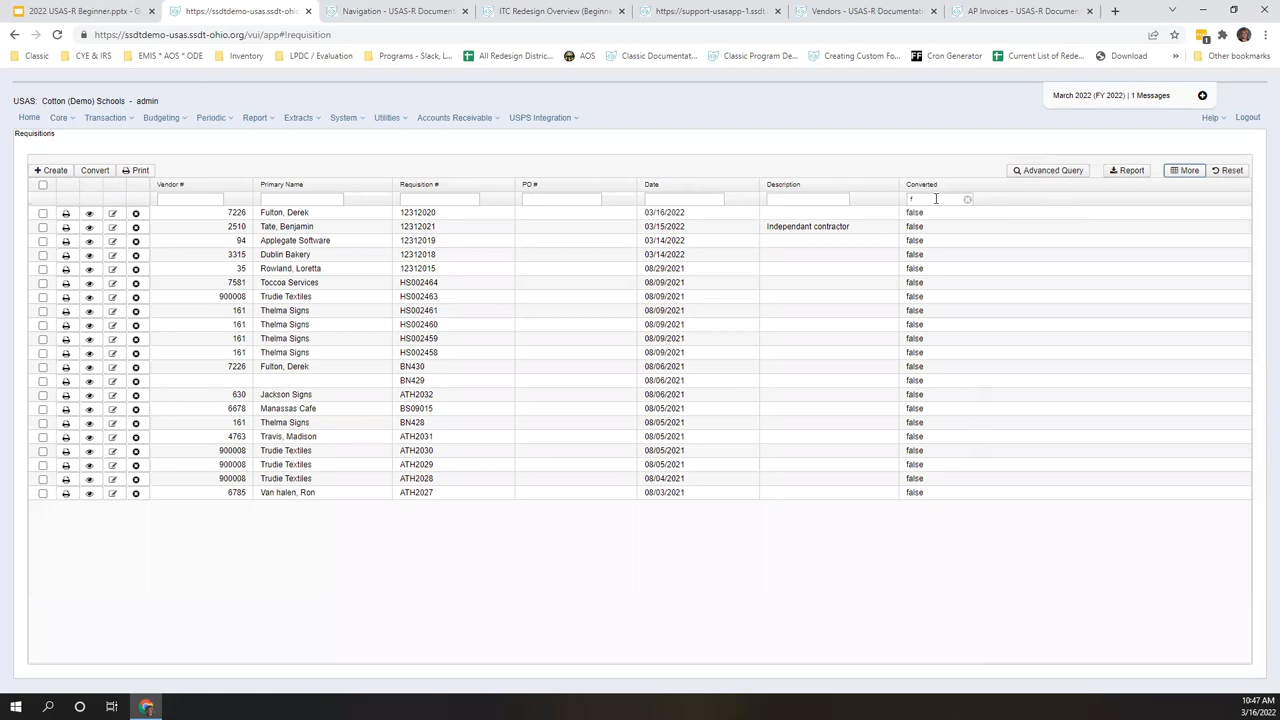 2022 USAS-R Beginner.pptx - G
https://ssdtdemo-usas.ssdt-ohio
Navigation - USAS-R Documentat
ITC Redesign Overview (Beginner
https://support-usasapp-1.ssdt
Vendors - USAS-R Documentatio
AP Invoices - USAS-R Documenta
https://ssdtdemo-usas.ssdt-ohio.org/vui/app#!requisition
Classic
CYE & IRS
EMIS * AOS * ODE
Inventory
LPDC / Evaluation
Programs - Slas, SC...
All Redesign Distric...
AOS
Classic Documentat...
Classic Program De...
Creating Custom Fo...
Cron Generator
Current List of Rede...
Download
»
Other bookmarks
March 2022 (FY 2022) | 1 Messages
USAS: Cotton (Demo) Schools - admin
Home Core Transaction Budgeting Periodic Report Extracts System Utilities Accounts Receivable USPS Integration Help Logout
Requisitions
Create Convert Print Advanced Query Report More Reset
Vendor # Primary Name Requisition # PO # Date Description Converted
f
7226 Fulton, Derek 12312020 03/16/2022 false
2510 Tate, Benjamin 12312021 03/15/2022 Independant contractor false
94 Applegate Software 12312019 03/14/2022 false
3315 Dublin Bakery 12312018 03/14/2022 false
35 Rowland, Loretta 12312015 08/29/2021 false
7581 Toccoa Services HS002464 08/09/2021 false
900008 Trudie Textiles HS002463 08/09/2021 false
161 Thelma Signs HS002461 08/09/2021 false
161 Thelma Signs HS002460 08/09/2021 false
161 Thelma Signs HS002459 08/09/2021 false
161 Thelma Signs HS002458 08/09/2021 false
7226 Fulton, Derek BN430 08/06/2021 false
BN429 08/06/2021 false
630 Jackson Signs ATH2032 08/06/2021 false
6678 Manassas Cafe BS09015 08/05/2021 false
161 Thelma Signs BN428 08/05/2021 false
4763 Travis, Madison ATH2031 08/05/2021 false
900008 Trudie Textiles ATH2030 08/05/2021 false
900008 Trudie Textiles ATH2029 08/05/2021 false
900008 Trudie Textiles ATH2028 08/04/2021 false
6785 Van halen, Ron ATH2027 08/03/2021 false
10:47 AM
3/16/2022